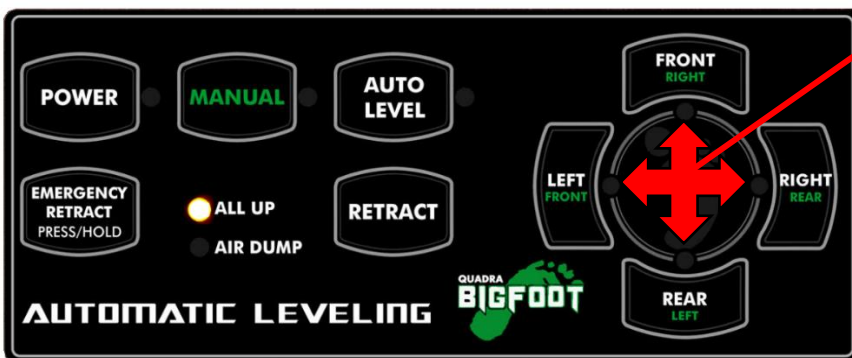 POWER
MANUAL
AUTO
LEVEL
EMERGENCY
RETRACT
PRESS/HOLD
ALL UP
AIR DUMP
RETRACT
FRONT
RIGHT
LEFT
FRONT
RIGHT
REAR
REAR
LEFT
AUTOMATIC LEVELING
QUADRA
BIGFOOT